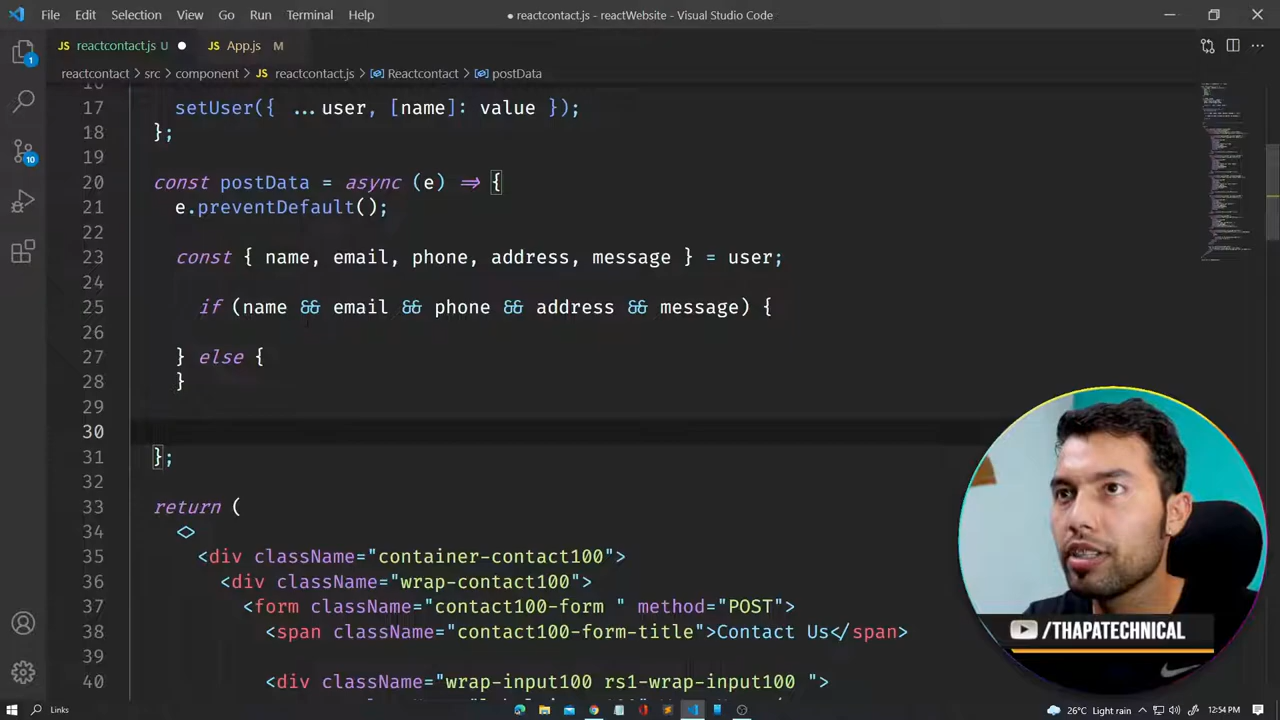 File Edit Selection View Go Run Terminal Help
● reactcontact.js - reactWebsite - Visual Studio Code
JS reactcontact.js U ●
JS App.js M
reactcontact > src > component > JS reactcontact.js > Reactcontact > postData
1
10
17 setUser({ ...user, [name]: value });
18 };
19
20 const postData = async (e) => {
21 e.preventDefault();
22
23 const { name, email, phone, address, message } = user;
24
25 if (name && email && phone && address && message) {
26
27 } else {
28 }
29
30
31 };
32
33 return (
34 <>
35 <div className="container-contact100">
36 <div className="wrap-contact100">
37 <form className="contact100-form " method="POST">
38 <span className="contact100-form-title">Contact Us</span>
39
40 <div className="wrap-input100 rs1-wrap-input100 ">
/THAPATECHNICAL
Links
26°C Light rain
12:54 PM